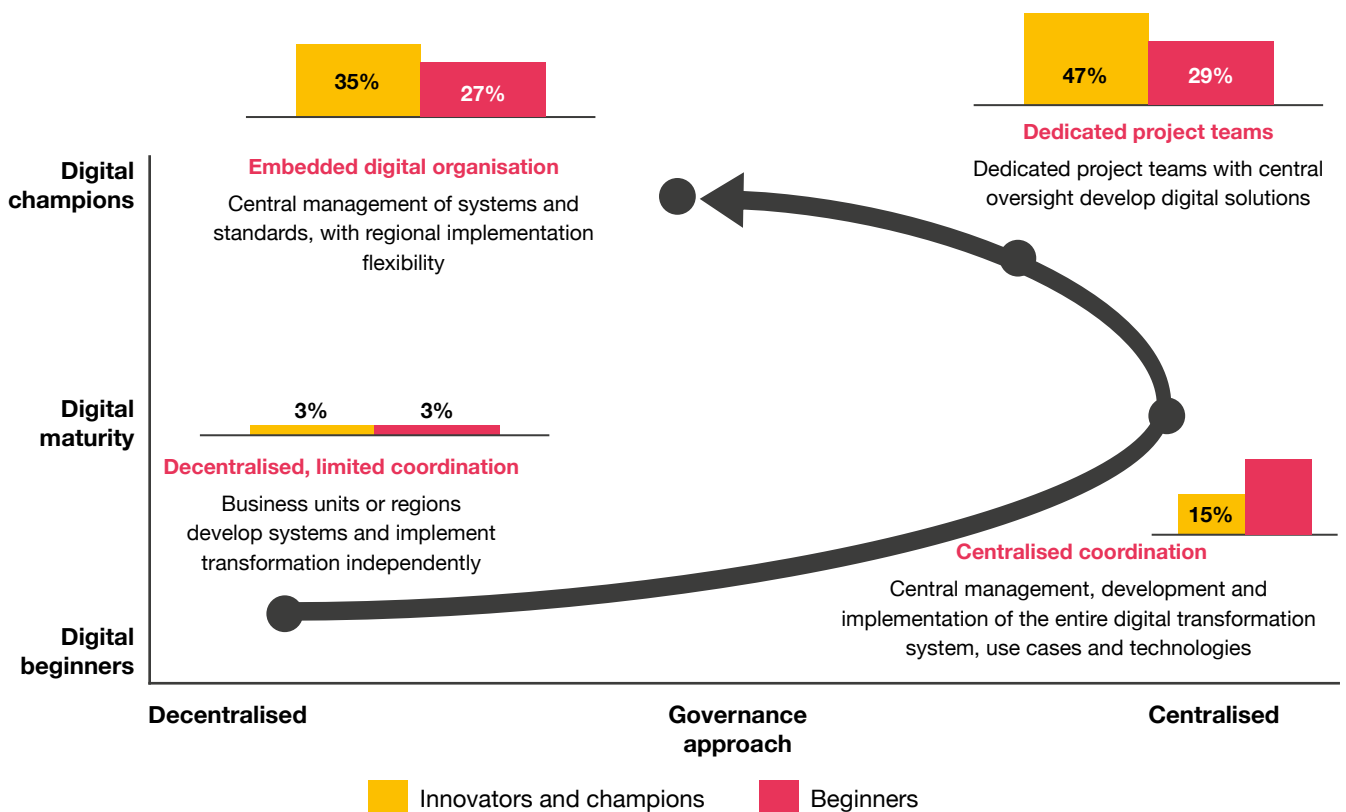 35%
27%
47%
29%
Embedded digital organisation
Central management of systems and
standards, with regional implementation
flexibility
Dedicated project teams
Dedicated project teams with central
oversight develop digital solutions
Digital
champions
3%
3%
Decentralised, limited coordination
Business units or regions
develop systems and implement
transformation independently
Digital
maturity
15%
Centralised coordination
Central management, development and
implementation of the entire digital transformation
system, use cases and technologies
Digital
beginners
Decentralised
Governance
approach
Centralised
Innovators and champions
Beginners